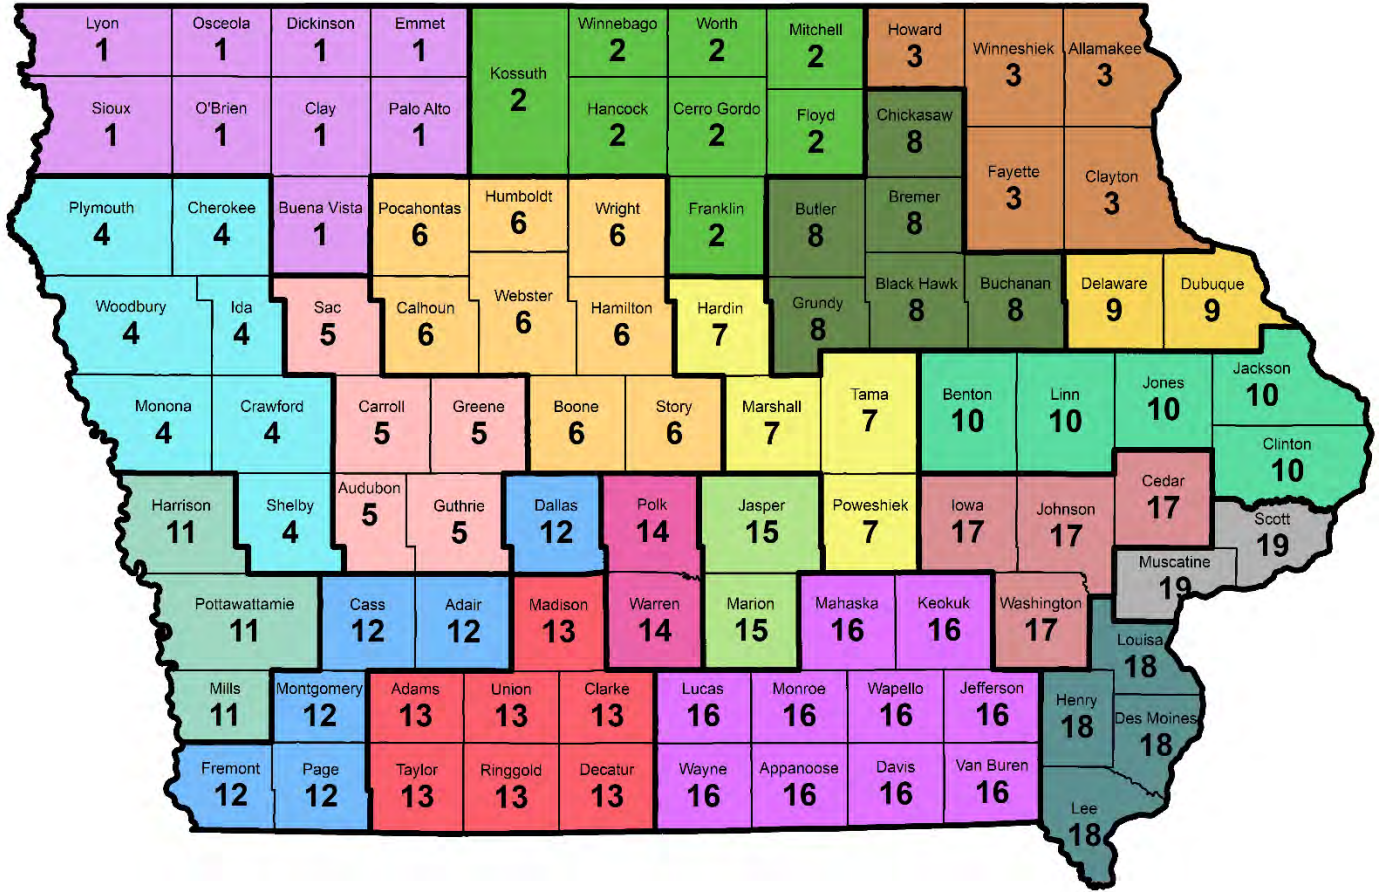 Lyon
1
Osceola
1
Dickinson
1
Emmet
1
Kossuth
2
Winnebago
2
Worth
2
Mitchell
2
Howard
3
Winneshiek
3
Allamakee
3
Sioux
1
O'Brien
1
Clay
1
Palo Alto
1
Hancock
2
Cerro Gordo
2
Floyd
2
Chickasaw
8
Fayette
3
Clayton
3
Plymouth
4
Cherokee
4
Buena Vista
1
Pocahontas
6
Humboldt
6
Wright
6
Franklin
2
Butler
8
Bremer
8
Woodbury
4
Ida
4
Sac
5
Calhoun
6
Webster
6
Hamilton
6
Hardin
7
Grundy
8
Black Hawk
8
Buchanan
8
Delaware
9
Dubuque
9
Monona
4
Crawford
4
Carroll
5
Greene
5
Boone
6
Story
6
Marshall
7
Tama
7
Benton
10
Linn
10
Jones
10
Jackson
10
Clinton
10
Harrison
11
Shelby
4
Audubon
5
Guthrie
5
Dallas
12
Polk
14
Jasper
15
Poweshiek
7
Iowa
17
Johnson
17
Cedar
17
Scott
19
Muscatine
19
Pottawattamie
11
Cass
12
Adair
12
Madison
13
Warren
14
Marion
15
Mahaska
16
Keokuk
16
Washington
17
Louisa
18
Mills
11
Montgomery
12
Adams
13
Union
13
Clarke
13
Lucas
16
Monroe
16
Wapello
16
Jefferson
16
Henry
18
Des Moines
18
Fremont
12
Page
12
Taylor
13
Ringgold
13
Decatur
13
Wayne
16
Appanoose
16
Davis
16
Van Buren
16
Lee
18